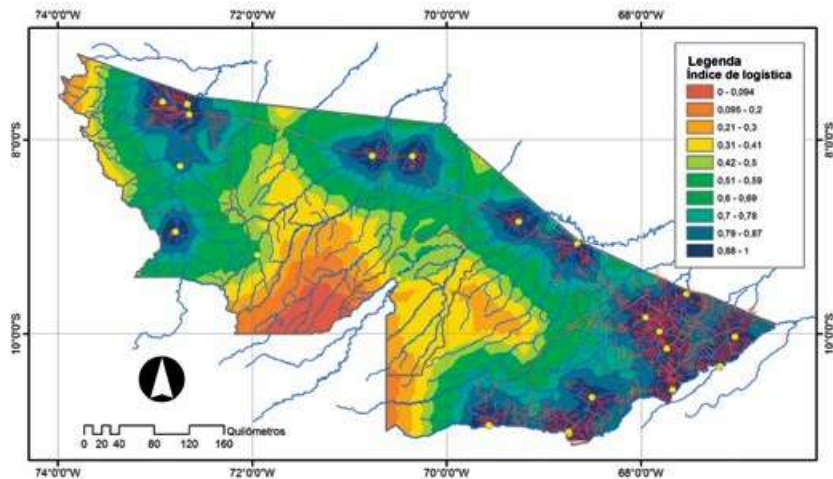 74°0'0"W 72°0'0"W 70°0'0"W 68°0'0"W
Legenda
Índice de logística
0 - 0,094
0,095 - 0,2
0,21 - 0,3
0,31 - 0,41
0,42 - 0,5
0,51 - 0,59
0,6 - 0,69
0,7 - 0,78
0,79 - 0,87
0,88 - 1
8°0'0"S 8°0'0"S
10°0'0"S 10°0'0"S
Quilômetros
0 10 20 40 80 120 160
74°0'0"W 72°0'0"W 70°0'0"W 68°0'0"W